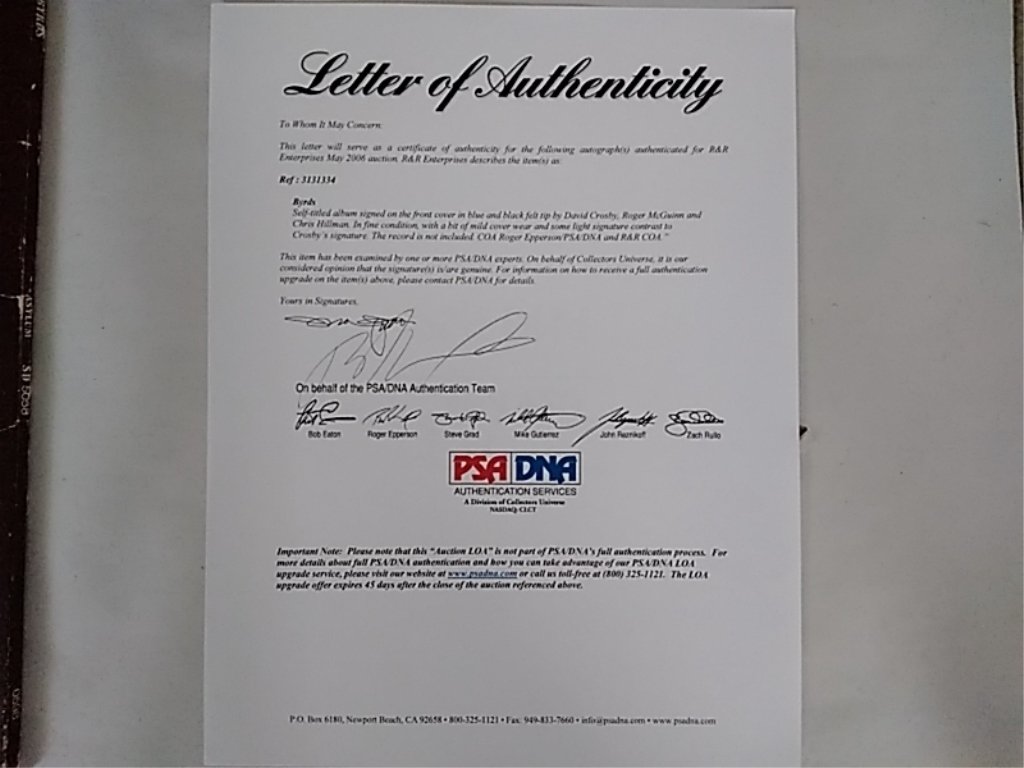 Letter of Authenticity
To Whom It May Concern:
This letter will serve as a certificate of authenticity for the following autograph(s) authenticated for R&R
Enterprises May 2006 auction. R&R Enterprises describes the item(s) as:
Ref : 3131334
Byrds
Self-titled album signed on the front cover in blue and black felt tip by David Crosby, Roger McGuinn and
Chris Hillman. In fine condition, with a bit of mild cover wear and some light signature contrast to
Crosby's signature. The record is not included. COA Roger Epperson/PSA/DNA and R&R COA."
This item has been examined by one or more PSA/DNA experts. On behalf of Collectors Universe, it is our
considered opinion that the signature(s) is/are genuine. For information on how to receive a full authentication
upgrade on the item(s) above, please contact PSA/DNA for details.
Yours in Signatures,
On behalf of the PSA/DNA Authentication Team
Bob Eaton Roger Epperson Steve Grad Mike Gutierrez John Reznikoff Zach Rullo
PSA DNA
AUTHENTICATION SERVICES
A Division of Collectors Universe
NASDAQ: CLCT
Important Note: Please note that this "Auction LOA" is not part of PSA/DNA's full authentication process. For
more details about full PSA/DNA authentication and how you can take advantage of our PSA/DNA LOA
upgrade service, please visit our website at www.psadna.com or call us toll-free at (800) 325-1121. The LOA
upgrade offer expires 45 days after the close of the auction referenced above.
P.O. Box 6180, Newport Beach, CA 92658 • 800-325-1121 • Fax: 949-833-7660 • info@psadna.com • www.psadna.com
ASYLUM